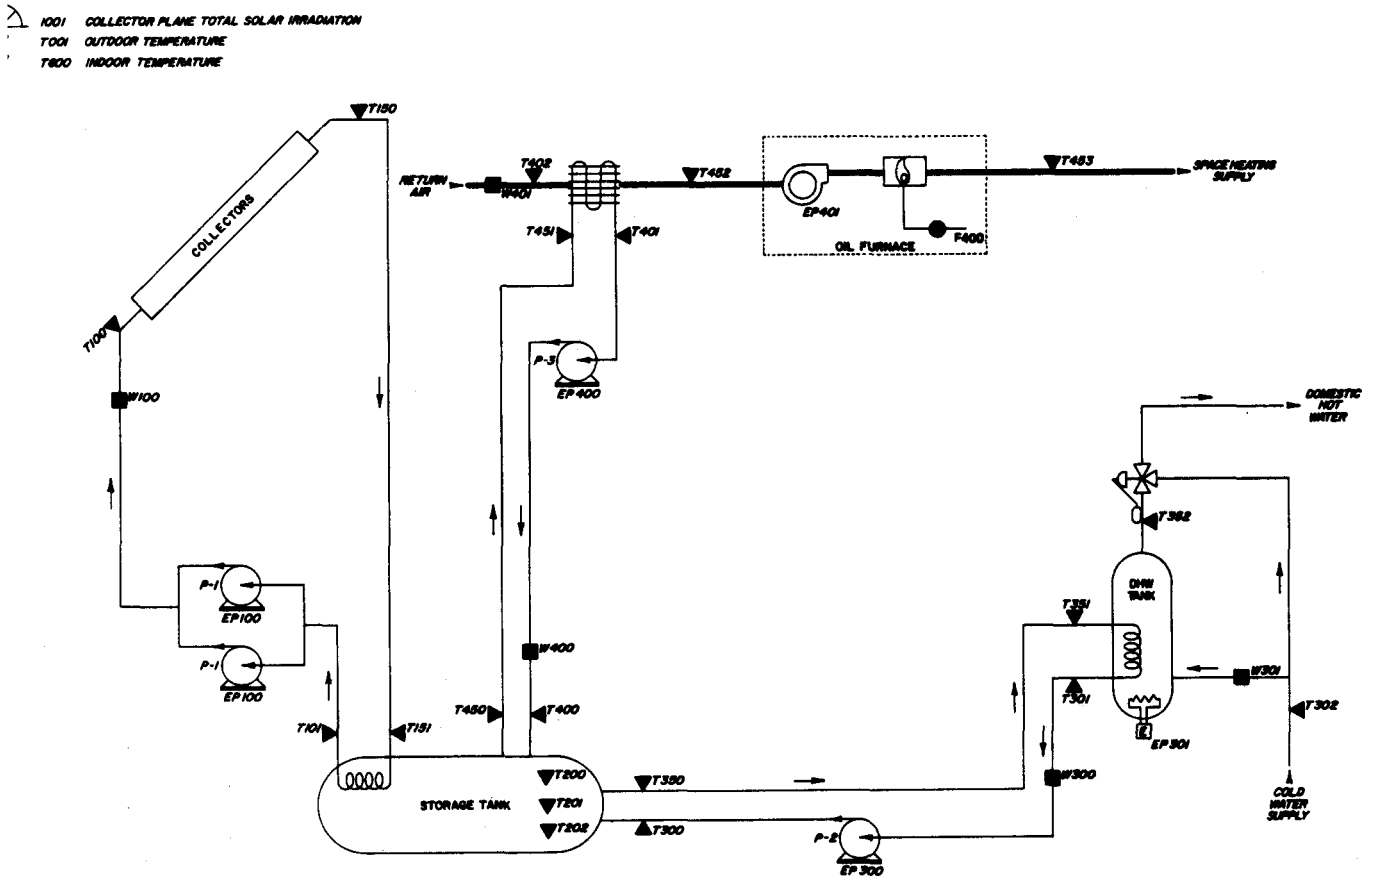 I001 COLLECTOR PLANE TOTAL SOLAR IRRADIATION
T001 OUTDOOR TEMPERATURE
T600 INDOOR TEMPERATURE
T150
T402
T452
T453
SPACE HEATING
SUPPLY
RETURN
AIR
W401
EP401
COLLECTORS
T451
T401
F400
OIL FURNACE
T100
P-3
EP400
W100
DOMESTIC
HOT
WATER
T352
P-1
EP100
DHW
TANK
T351
W400
P-1
EP100
W301
T301
T302
T101
T151
T450
T400
EP301
T200
T350
W300
STORAGE TANK
T201
COLD
WATER
SUPPLY
T202
T300
P-2
EP300